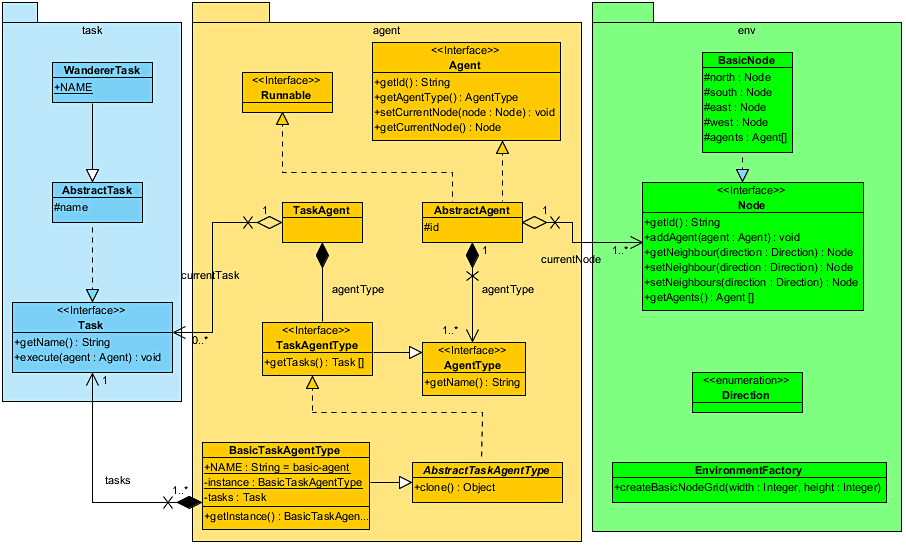 task
WandererTask
+NAME
AbstractTask
#name
<<Interface>>
Task
+getName() : String
+execute(agent : Agent) : void
1
tasks
currentTask
0..*
1..*
agent
<<Interface>>
Runnable
<<Interface>>
Agent
+getId() : String
+getAgentType() : AgentType
+setCurrentNode(node : Node) : void
+getCurrentNode() : Node
1
TaskAgent
AbstractAgent
#id
1
1
agentType
agentType
1..*
<<Interface>>
TaskAgentType
+getTasks() : Task []
<<Interface>>
AgentType
+getName() : String
BasicTaskAgentType
+NAME : String = basic-agent
-instance : BasicTaskAgentType
-tasks : Task
+getInstance() : BasicTaskAgen...
AbstractTaskAgentType
+clone() : Object
currentNode
1..*
env
BasicNode
#north : Node
#south : Node
#east : Node
#west : Node
#agents : Agent[]
<<Interface>>
Node
+getId() : String
+addAgent(agent : Agent) : void
+getNeighbour(direction : Direction) : Node
+setNeighbour(direction : Direction) : Node
+setNeighbours(direction : Direction) : Node
+getAgents() : Agent []
<<enumeration>>
Direction
EnvironmentFactory
+createBasicNodeGrid(width : Integer, height : Integer)